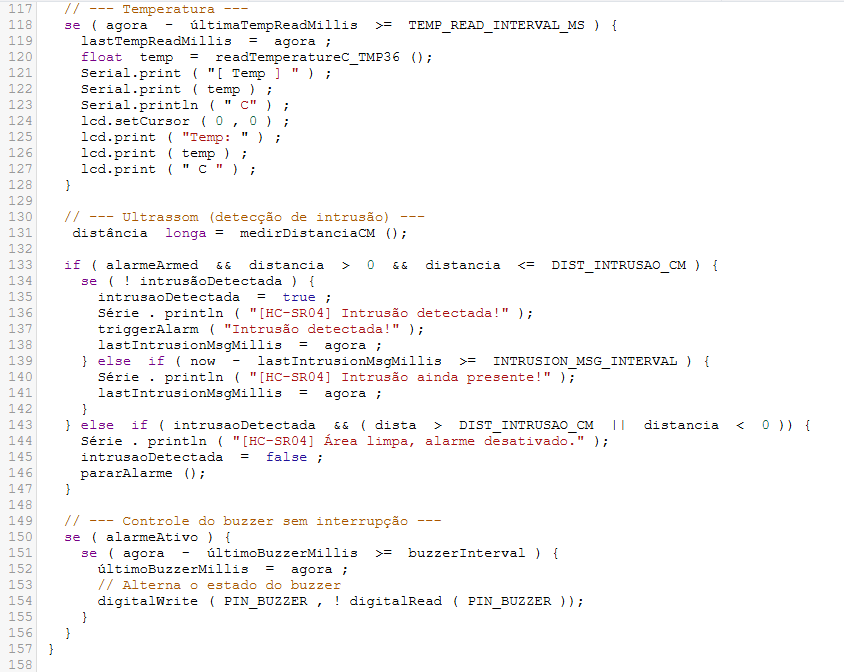 117 // --- Temperatura ---
118 se ( agora - últimaTempReadMillis >= TEMP_READ_INTERVAL_MS ) {
119 lastTempReadMillis = agora ;
120 float temp = readTemperatureC_TMP36 ();
121 Serial.print ( "[ Temp ] " ) ;
122 Serial.print ( temp ) ;
123 Serial.println ( " C" ) ;
124 lcd.setCursor ( 0 , 0 ) ;
125 lcd.print ( "Temp: " ) ;
126 lcd.print ( temp ) ;
127 lcd.print ( " C " ) ;
128 }
129
130 // --- Ultrassom (detecção de intrusão) ---
131 distância longa = medirDistanciaCM ();
132
133 if ( alarmeArmed && distancia > 0 && distancia <= DIST_INTRUSAO_CM ) {
134 se ( ! intrusãoDetectada ) {
135 intrusaoDetectada = true ;
136 Série . println ( "[HC-SR04] Intrusão detectada!" );
137 triggerAlarm ( "Intrusão detectada!" );
138 lastIntrusionMsgMillis = agora ;
139 } else if ( now - lastIntrusionMsgMillis >= INTRUSION_MSG_INTERVAL ) {
140 Série . println ( "[HC-SR04] Intrusão ainda presente!" );
141 lastIntrusionMsgMillis = agora ;
142 }
143 } else if ( intrusaoDetectada && ( dista > DIST_INTRUSAO_CM || distancia < 0 )) {
144 Série . println ( "[HC-SR04] Área limpa, alarme desativado." );
145 intrusaoDetectada = false ;
146 pararAlarme ();
147 }
148
149 // --- Controle do buzzer sem interrupção ---
150 se ( alarmeAtivo ) {
151 se ( agora - últimoBuzzerMillis >= buzzerInterval ) {
152 últimoBuzzerMillis = agora ;
153 // Alterna o estado do buzzer
154 digitalWrite ( PIN_BUZZER , ! digitalRead ( PIN_BUZZER ));
155 }
156 }
157 }
158